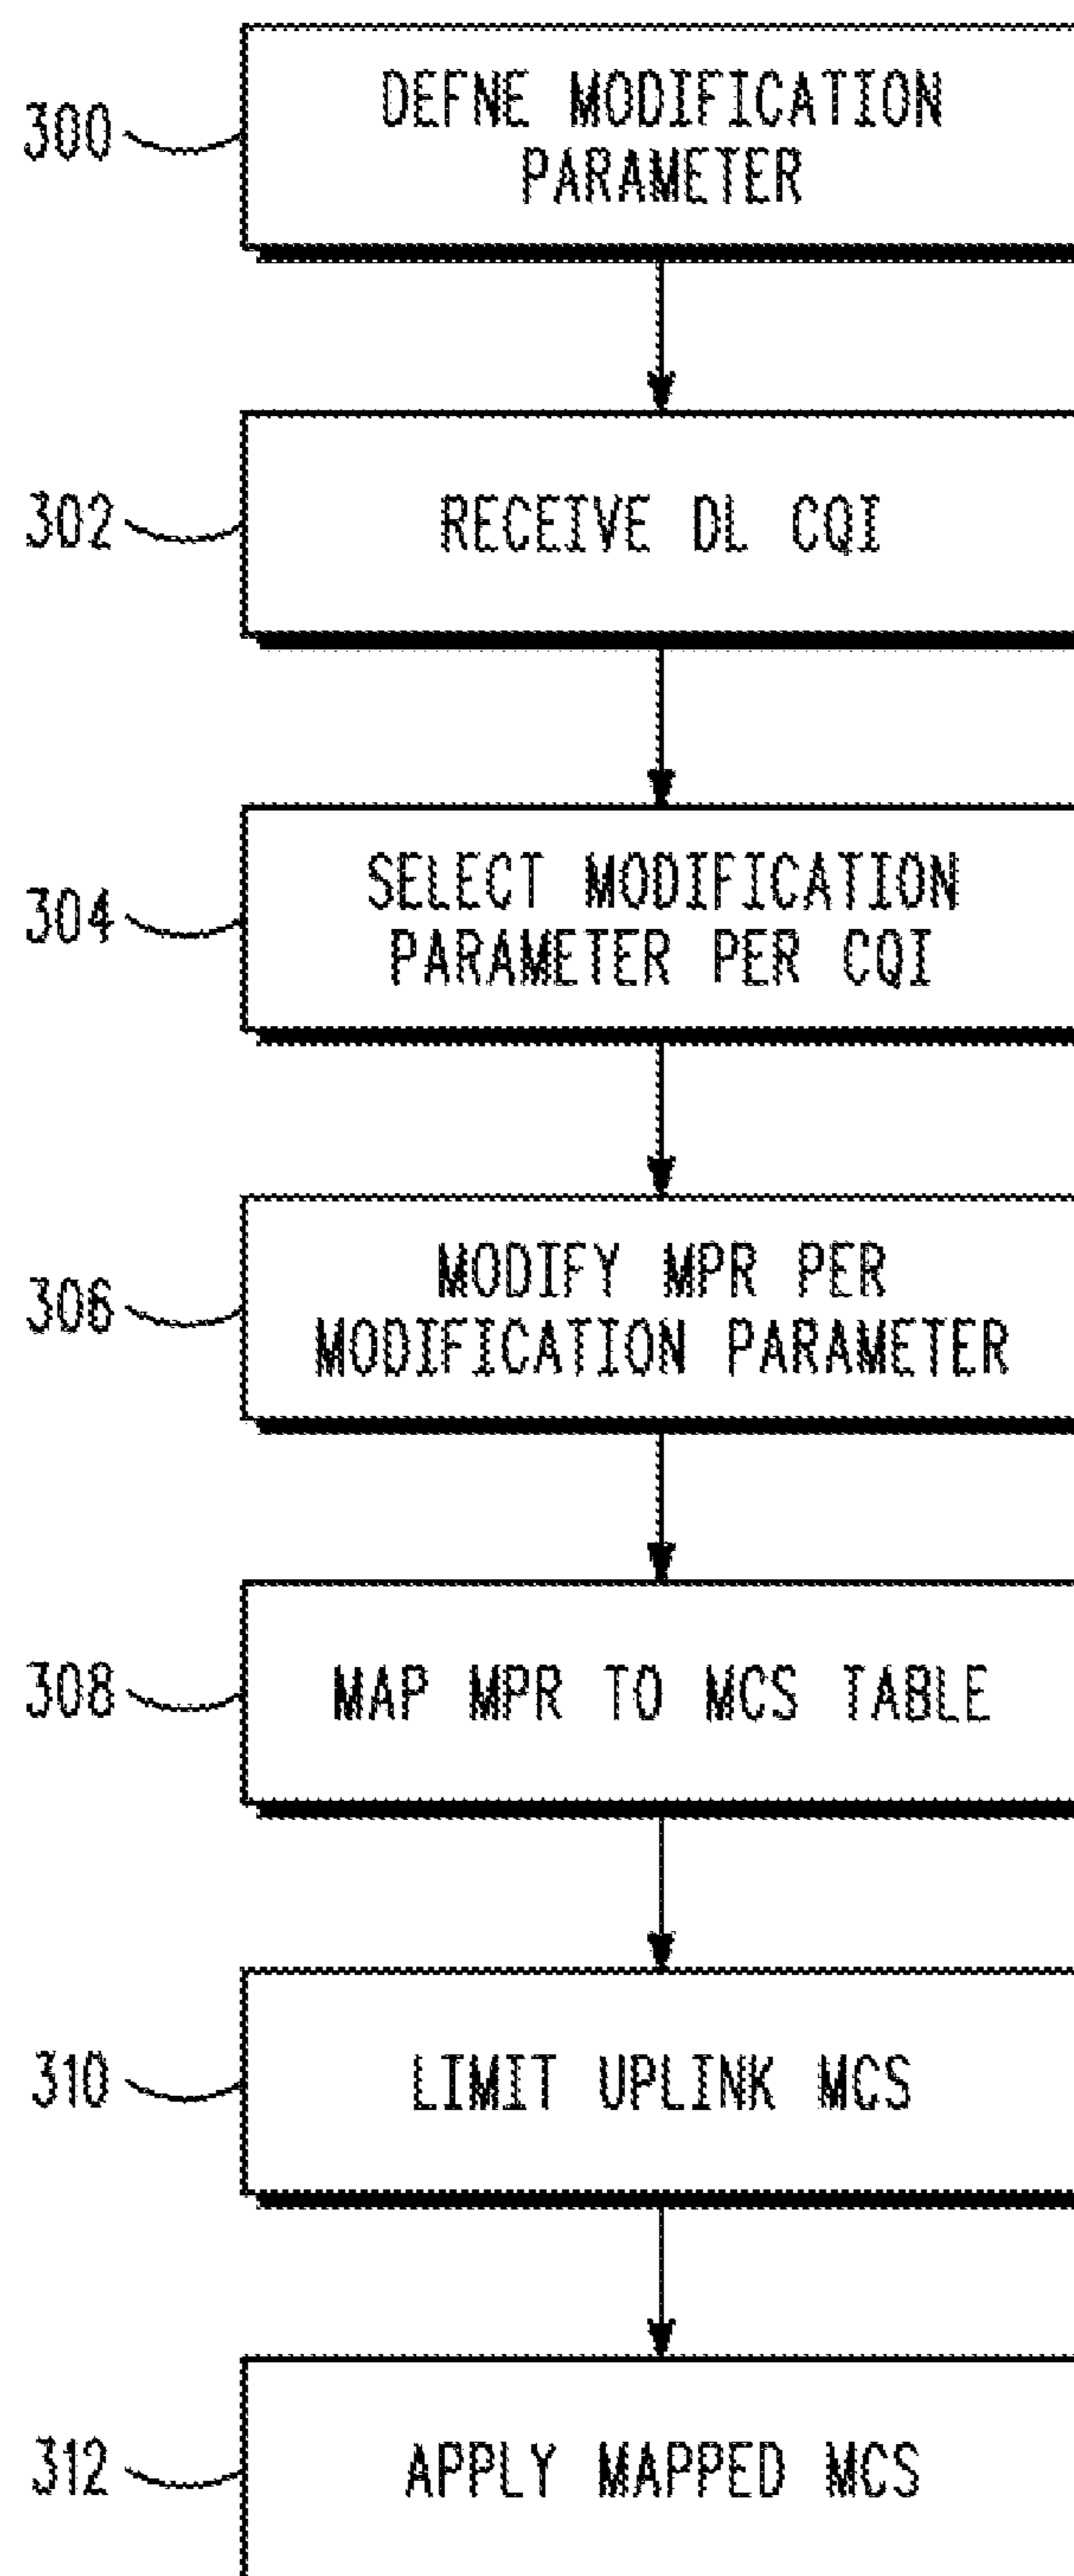 300
DEFNE MODIFICATION
PARAMETER
302
RECEIVE DL CQI
304
SELECT MODIFICATION
PARAMETER PER CQI
306
MODIFY MPR PER
MODIFICATION PARAMETER
308
MAP MPR TO MCS TABLE
310
LIMIT UPLINK MCS
312
APPLY MAPPED MCS